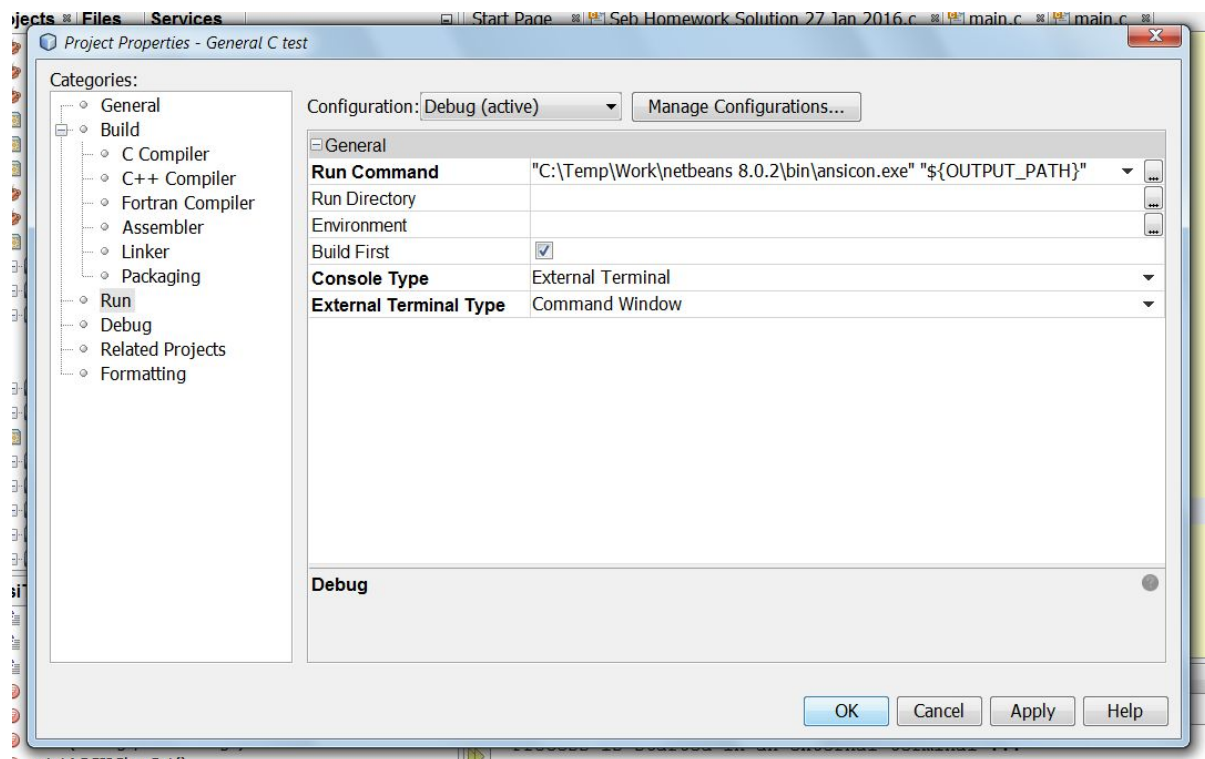 Files Services
Start Page Seb Homework Solution 27 Jan 2016.c main.c main.c
Project Properties - General C test
Categories:
General
Build
C Compiler
C++ Compiler
Fortran Compiler
Assembler
Linker
Packaging
Run
Debug
Related Projects
Formatting
Configuration: Debug (active) Manage Configurations...
General
Run Command "C:\Temp\Work\netbeans 8.0.2\bin\ansicon.exe" "${OUTPUT_PATH}"
Run Directory
Environment
Build First
Console Type External Terminal
External Terminal Type Command Window
Debug
OK Cancel Apply Help